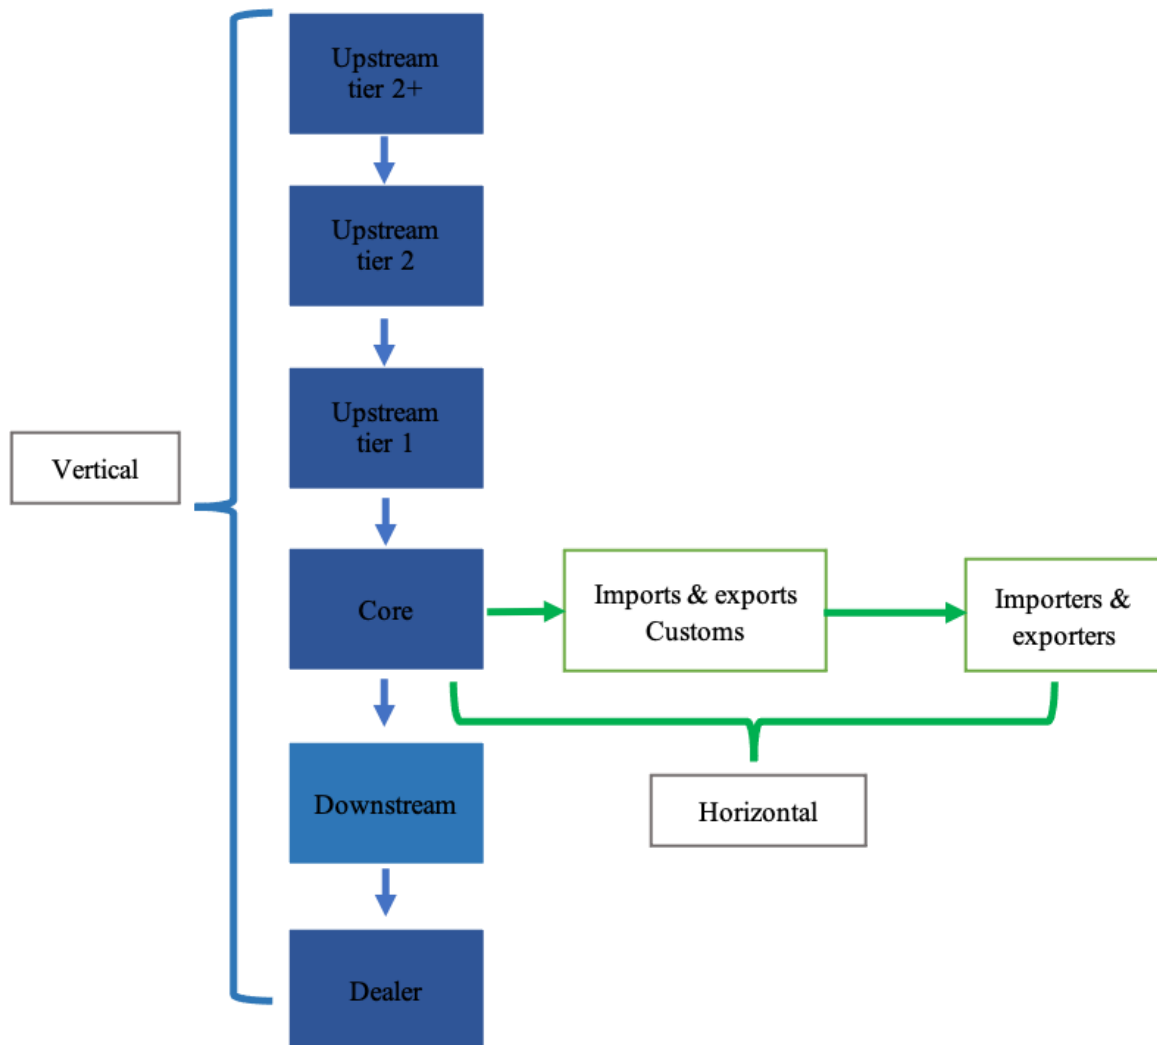 Upstream
tier 2+
Upstream
tier 2
Upstream
tier 1
Vertical
Core
Imports & exports
Customs
Importers &
exporters
Downstream
Horizontal
Dealer